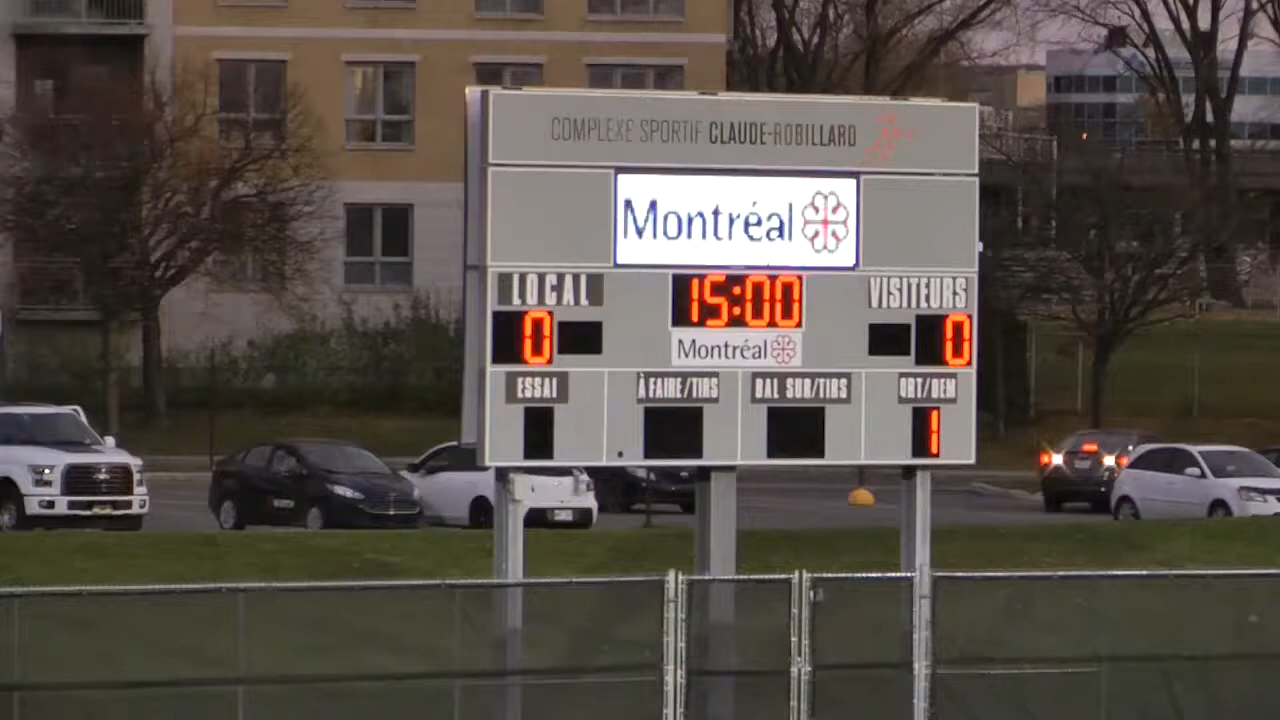 COMPLEXE SPORTIF CLAUDE-ROBILLARD
Montréal
LOCAL 15:00 VISITEURS
0 Montréal 0
ESSAI À FAIRE/TIRS BAL SUR/TIRS QRT/DEM
1